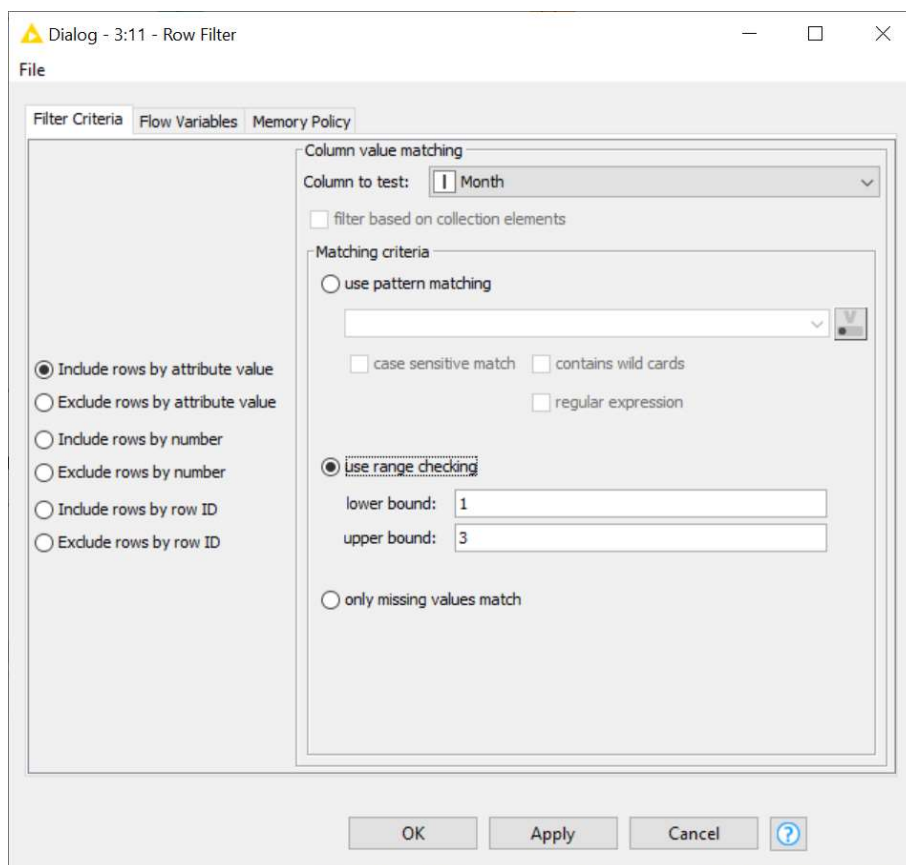 Dialog - 3:11 - Row Filter
File
Filter Criteria Flow Variables Memory Policy
Column value matching
Column to test: I Month
filter based on collection elements
Matching criteria
use pattern matching
V
case sensitive match contains wild cards
regular expression
Include rows by attribute value
Exclude rows by attribute value
Include rows by number
Exclude rows by number
Include rows by row ID
Exclude rows by row ID
use range checking
lower bound: 1
upper bound: 3
only missing values match
OK Apply Cancel ?